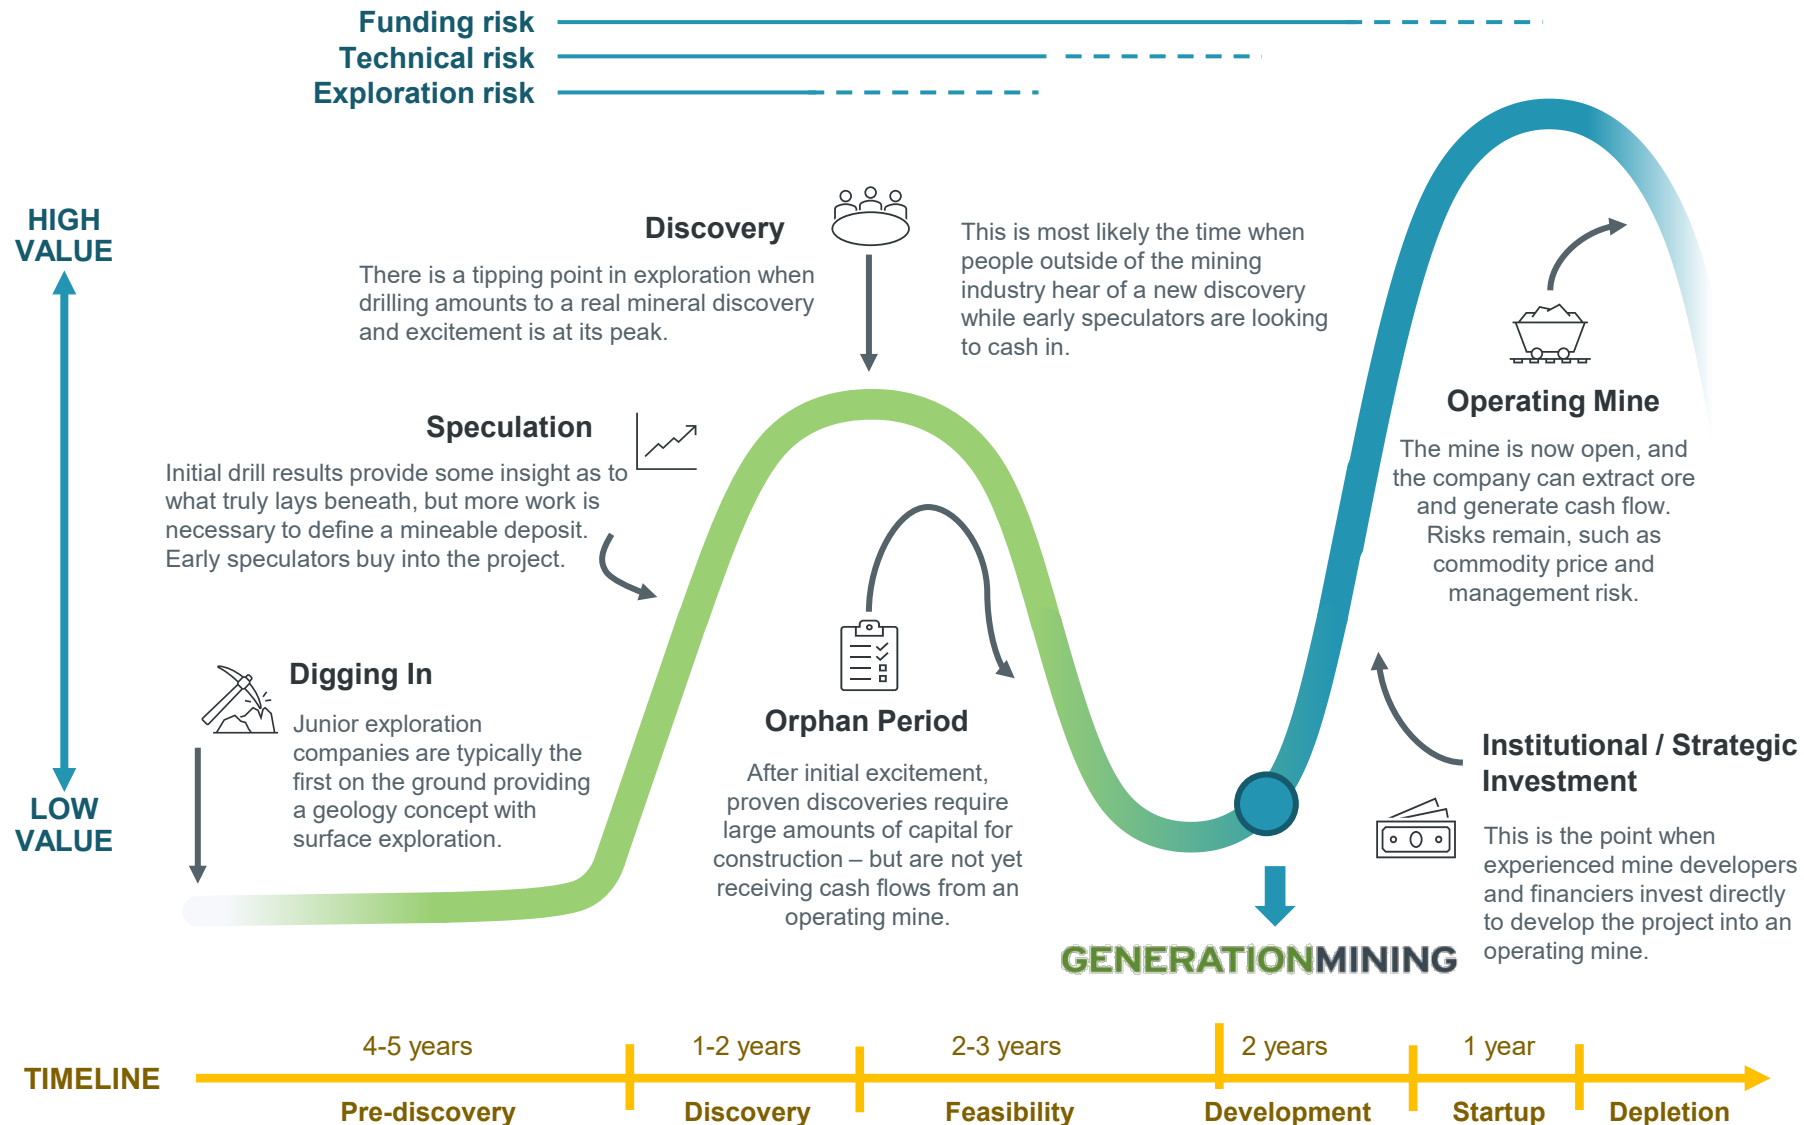 Funding risk
Technical risk
Exploration risk
HIGH
VALUE
LOW
VALUE
Discovery
There is a tipping point in exploration when
drilling amounts to a real mineral discovery
and excitement is at its peak.
This is most likely the time when
people outside of the mining
industry hear of a new discovery
while early speculators are looking
to cash in.
Speculation
Initial drill results provide some insight as to
what truly lays beneath, but more work is
necessary to define a mineable deposit.
Early speculators buy into the project.
Digging In
Junior exploration
companies are typically the
first on the ground providing
a geology concept with
surface exploration.
Orphan Period
After initial excitement,
proven discoveries require
large amounts of capital for
construction – but are not yet
receiving cash flows from an
operating mine.
Operating Mine
The mine is now open, and
the company can extract ore
and generate cash flow.
Risks remain, such as
commodity price and
management risk.
Institutional / Strategic
Investment
This is the point when
experienced mine developers
and financiers invest directly
to develop the project into an
operating mine.
GENERATIONMINING
TIMELINE
4-5 years
1-2 years
2-3 years
2 years
1 year
Pre-discovery
Discovery
Feasibility
Development
Startup
Depletion